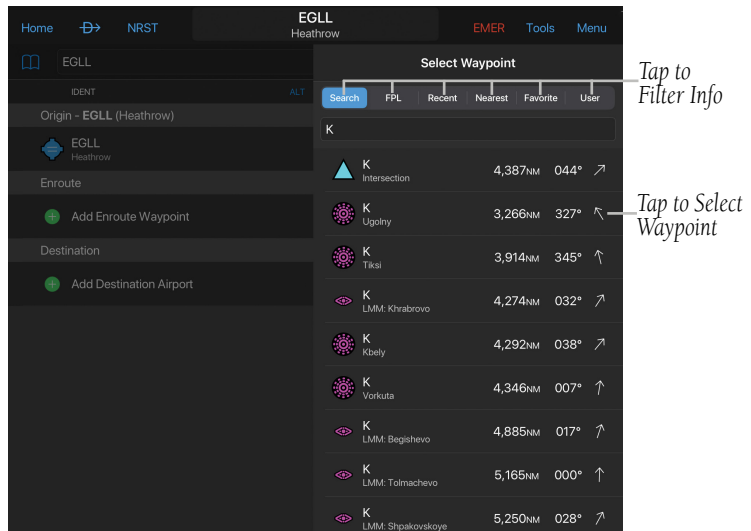 Home
NRST
EGLL
Heathrow
EMER
Tools
Menu
EGLL
IDENT
ALT
Origin - EGLL (Heathrow)
EGLL
Heathrow
Enroute
Add Enroute Waypoint
Destination
Add Destination Airport
Select Waypoint
Search
FPL
Recent
Nearest
Favorite
User
K
K
Intersection
4,387NM 044°
K
Ugolny
3,266NM 327°
K
Tiksi
3,914NM 345°
K
LMM: Khrabrovo
4,274NM 032°
K
Kbely
4,292NM 038°
K
Vorkuta
4,346NM 007°
K
LMM: Begishevo
4,885NM 017°
K
LMM: Tolmachevo
5,165NM 000°
K
LMM: Shpakovskoye
5,250NM 028°
Tap to
Filter Info
Tap to Select
Waypoint